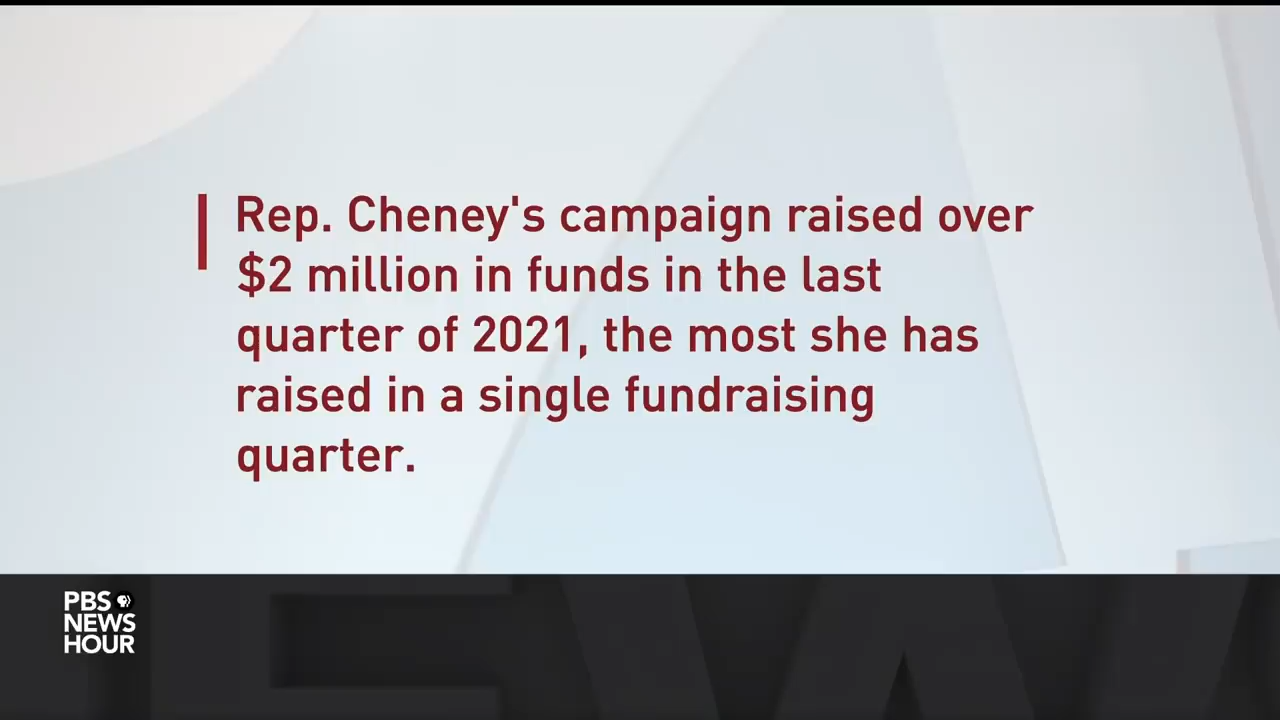 Rep. Cheney's campaign raised over
$2 million in funds in the last
quarter of 2021, the most she has
raised in a single fundraising
quarter.
PBS
NEWS
HOUR